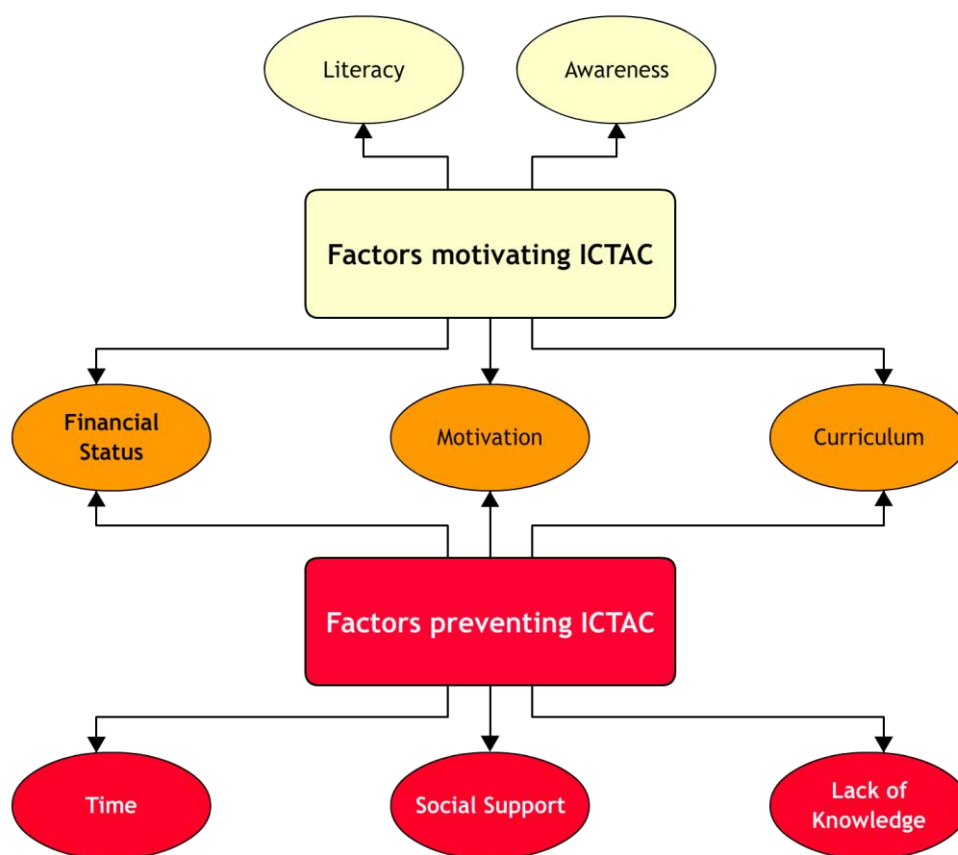 Literacy
Awareness
Factors motivating ICTAC
Financial
Status
Motivation
Curriculum
Factors preventing ICTAC
Time
Social Support
Lack of
Knowledge